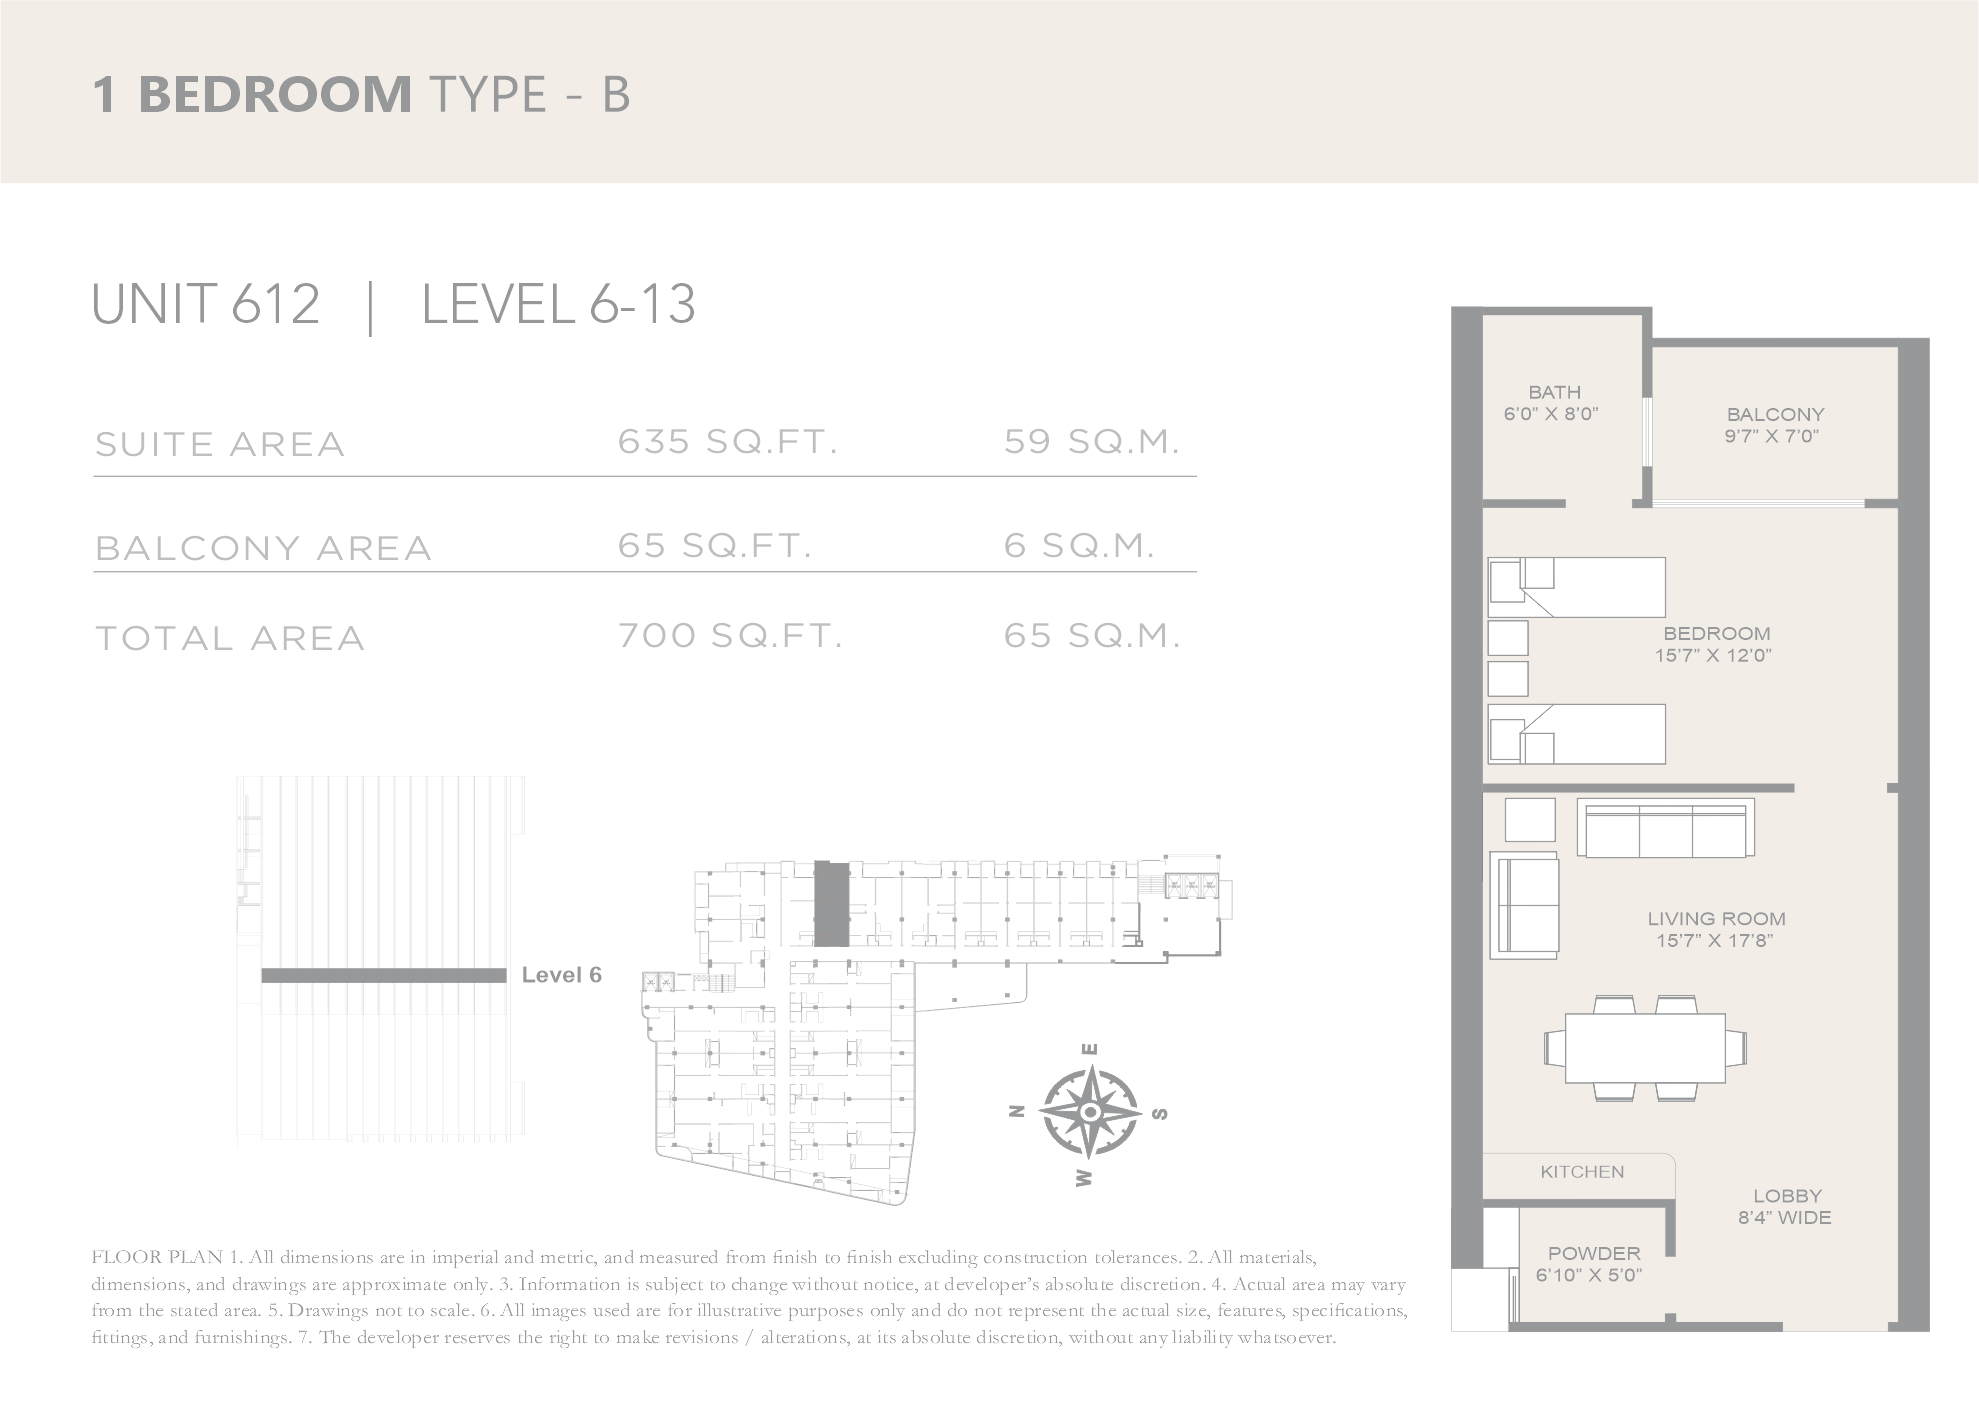 1 BEDROOM TYPE - B
UNIT 612 | LEVEL 6-13
SUITE AREA 635 SQ.FT. 59 SQ.M.
BALCONY AREA 65 SQ.FT. 6 SQ.M.
TOTAL AREA 700 SQ.FT. 65 SQ.M.
Level 6
E
N
S
W
BATH
6'0" X 8'0"
BALCONY
9'7" X 7'0"
BEDROOM
15'7" X 12'0"
LIVING ROOM
15'7" X 17'8"
KITCHEN
LOBBY
8'4" WIDE
POWDER
6'10" X 5'0"
FLOOR PLAN 1. All dimensions are in imperial and metric, and measured from finish to finish excluding construction tolerances. 2. All materials,
dimensions, and drawings are approximate only. 3. Information is subject to change without notice, at developer's absolute discretion. 4. Actual area may vary
from the stated area. 5. Drawings not to scale. 6. All images used are for illustrative purposes only and do not represent the actual size, features, specifications,
fittings, and furnishings. 7. The developer reserves the right to make revisions / alterations, at its absolute discretion, without any liability whatsoever.